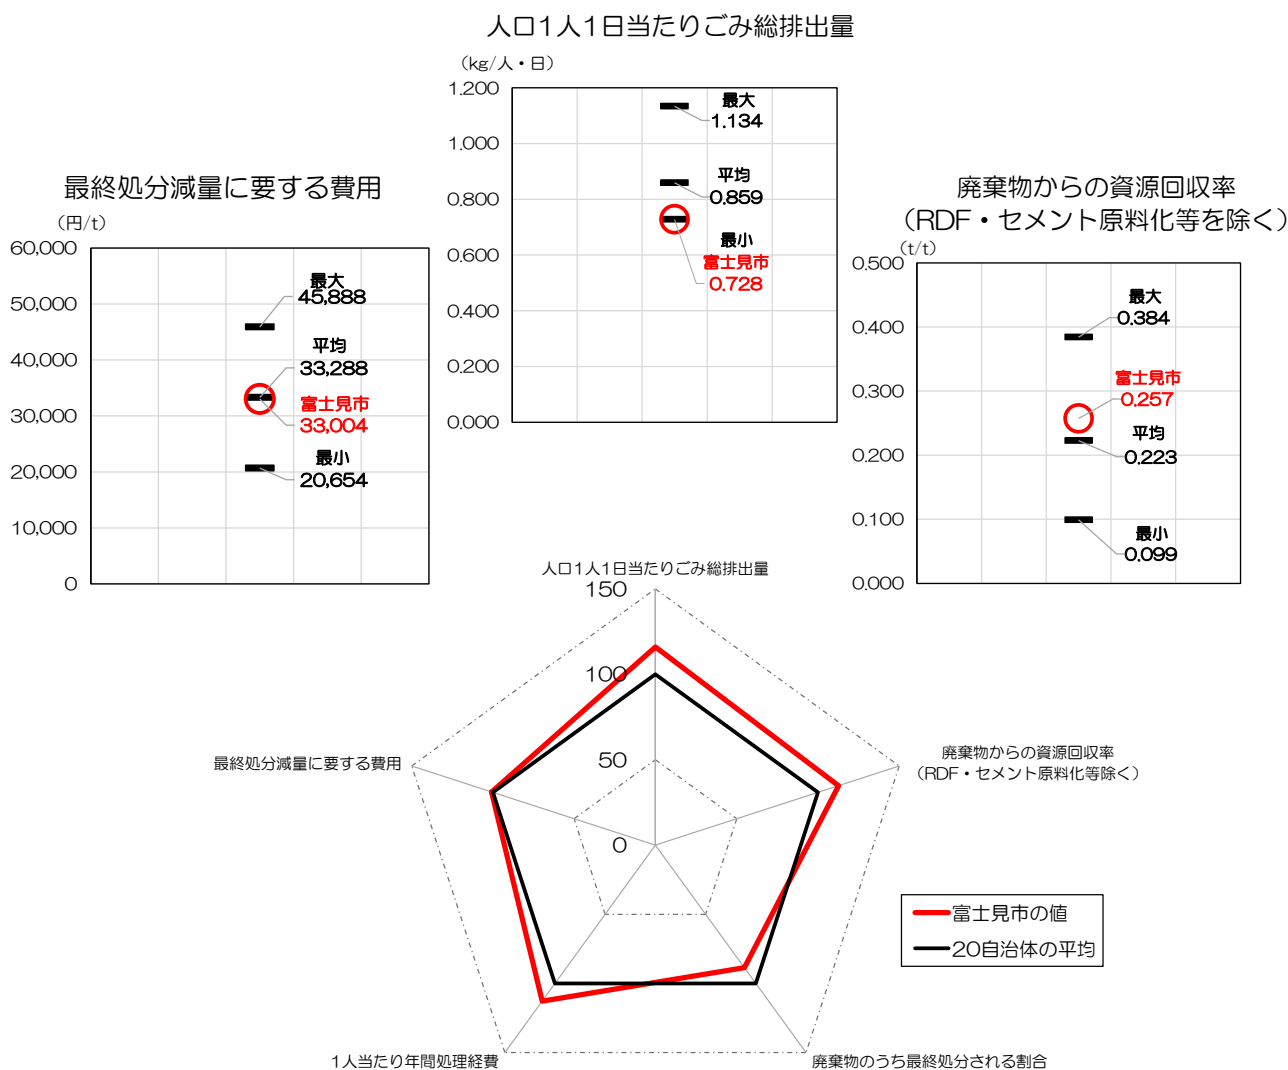 人口1人1日当たりごみ総排出量
（kg/人・日）
1.200
1.000
0.800
0.600
0.400
0.200
0.000
最大
1.134
平均
0.859
最小
富士見市
0.728
最終処分減量に要する費用
（円/t）
60,000
50,000
40,000
30,000
20,000
10,000
0
最大
45,888
平均
33,288
富士見市
33,004
最小
20,654
廃棄物からの資源回収率
（RDF・セメント原料化等を除く）
（t/t）
0.500
0.400
0.300
0.200
0.100
0.000
最大
0.384
富士見市
0.257
平均
0.223
最小
0.099
人口1人1日当たりごみ総排出量
150
100
50
0
最終処分減量に要する費用
廃棄物からの資源回収率
（RDF・セメント原料化等除く）
1人当たり年間処理経費
廃棄物のうち最終処分される割合
富士見市の値
20自治体の平均